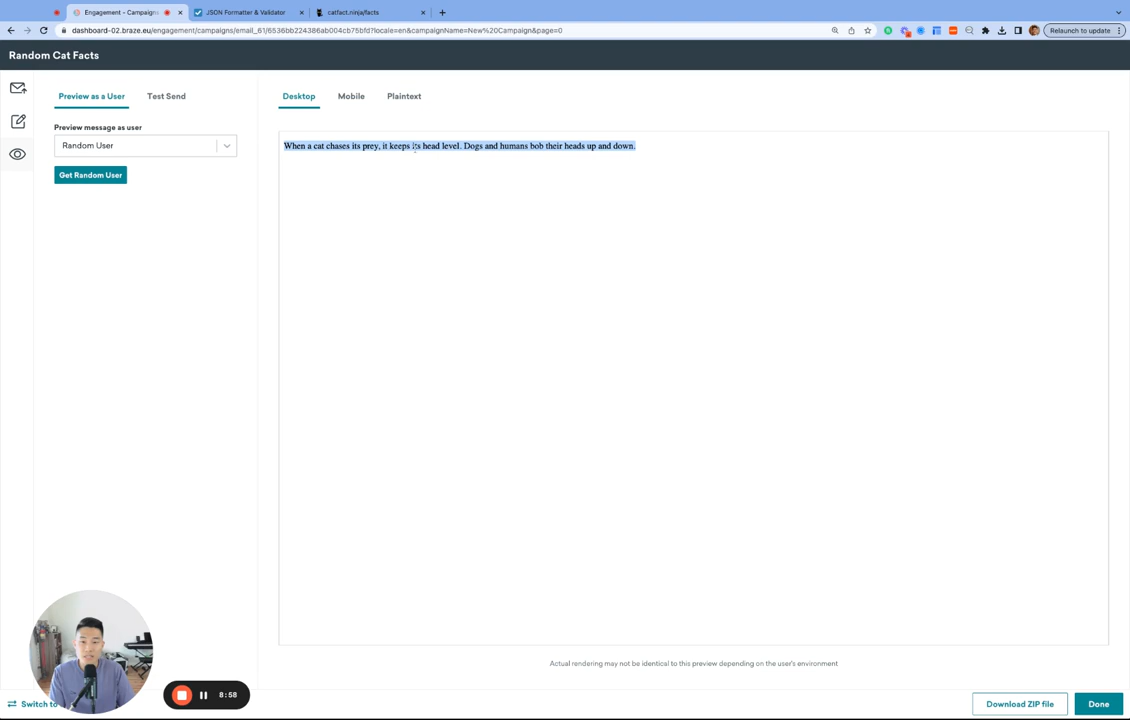 Engagement - Campaigns
JSON Formatter & Validator
catfact.ninja/facts
dashboard-02.braze.eu/engagement/campaigns/email_61/6536bb224386ab004cb75bfd?locale=en&campaignName=New%20Campaign&page=0
Relaunch to update
Random Cat Facts
Preview as a User
Test Send
Desktop
Mobile
Plaintext
Preview message as user
Random User
Get Random User
When a cat chases its prey, it keeps its head level. Dogs and humans bob their heads up and down.
Actual rendering may not be identical to this preview depending on the user's environment
8:58
Switch to
Download ZIP file
Done